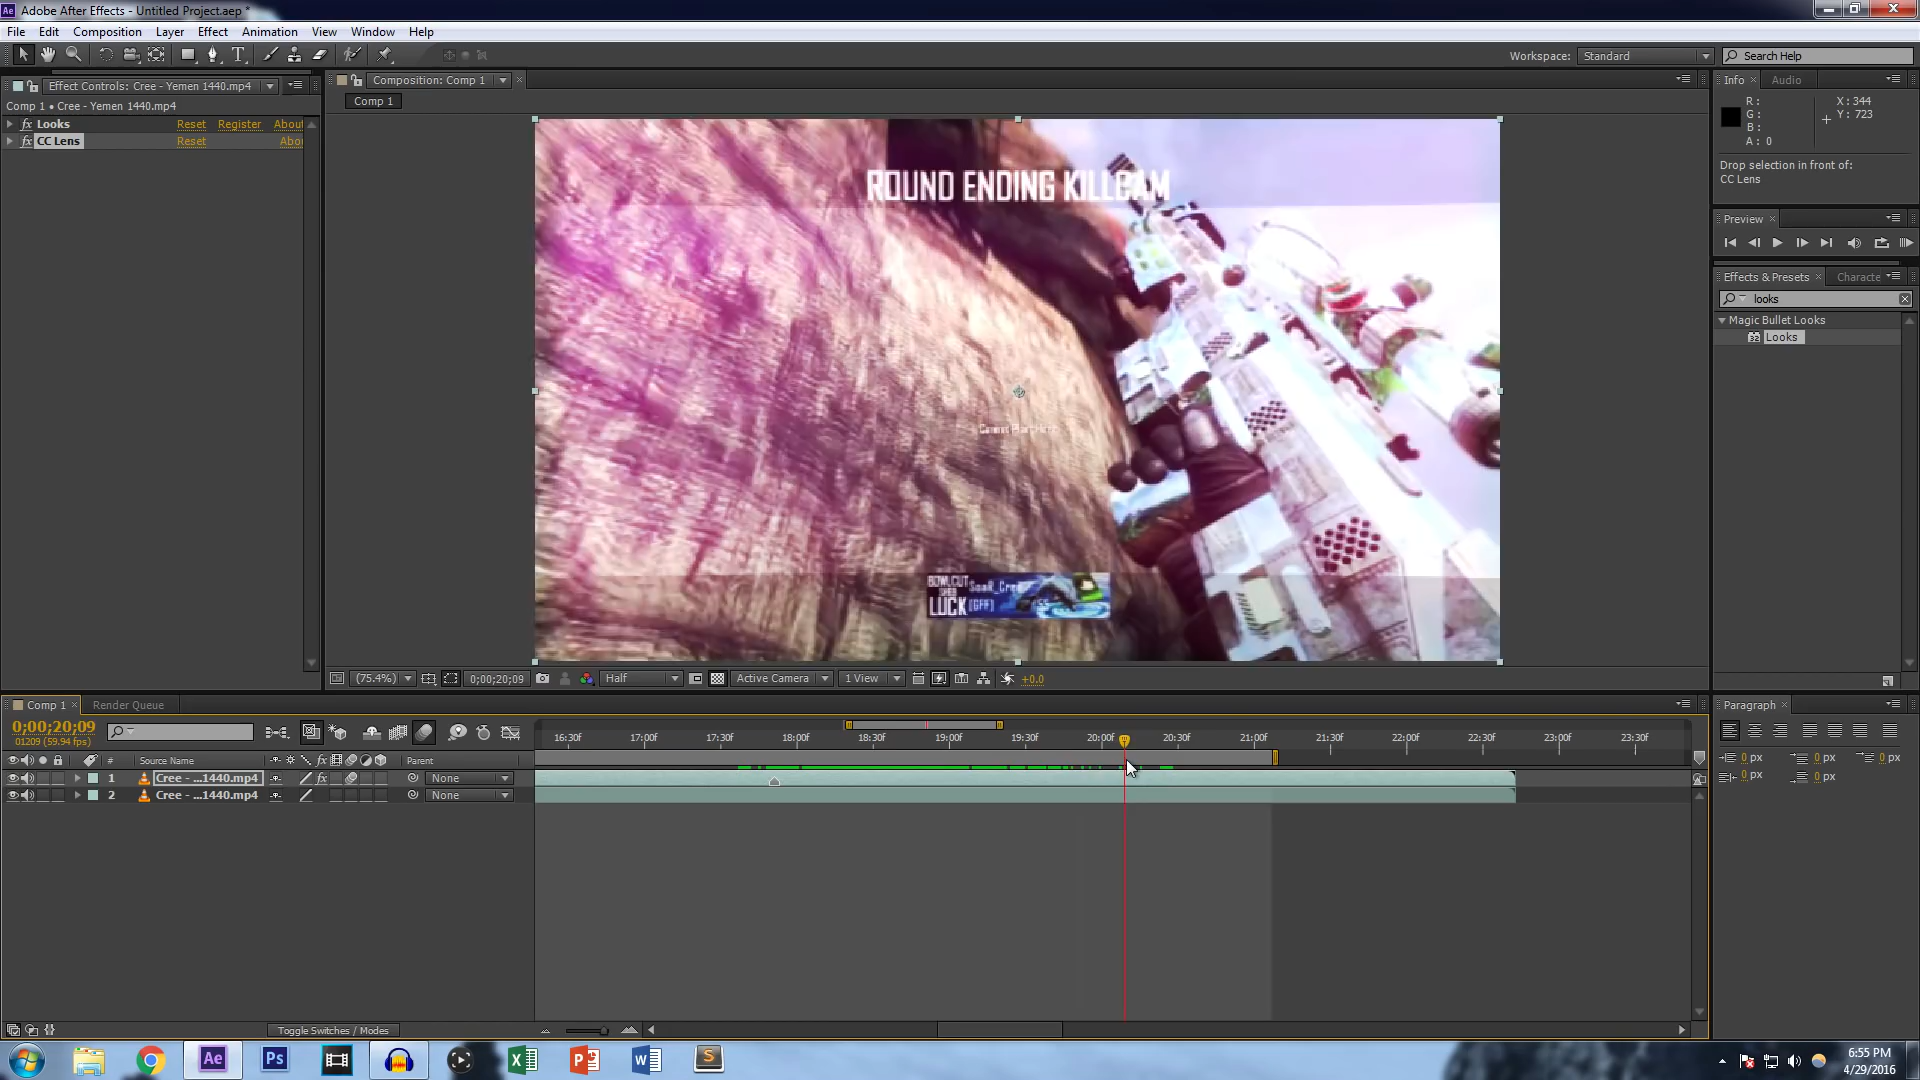 Adobe After Effects - Untitled Project.aep *
File Edit Composition Layer Effect Animation View Window Help
Workspace: Standard Search Help
Effect Controls: Cree - Yemen 1440.mp4
Comp 1 • Cree - Yemen 1440.mp4
fx Looks Reset Register About
fx CC Lens Reset Abou
Composition: Comp 1
Comp 1
ROUND ENDING KILLCAM
BOWLCUT
LUCK
[GFF]
(75.4%) 0;00;20;09 Half Active Camera 1 View +0.0
Info Audio
R:
G:
B:
A: 0
X: 344
Y: 723
Drop selection in front of:
CC Lens
Preview
Effects & Presets Characte
looks
Magic Bullet Looks
32 Looks
Comp 1 Render Queue
0;00;20;09
01209 (59.94 fps)
# Source Name Parent
1 Cree - ...1440.mp4 fx None
2 Cree - ...1440.mp4 None
16:30f 17:00f 17:30f 18:00f 18:30f 19:00f 19:30f 20:00f 20:30f 21:00f 21:30f 22:00f 22:30f 23:00f 23:30f
Toggle Switches / Modes
Paragraph
0 px 0 px 0 px
0 px 0 px
Ae Ps
6:55 PM
4/29/2016